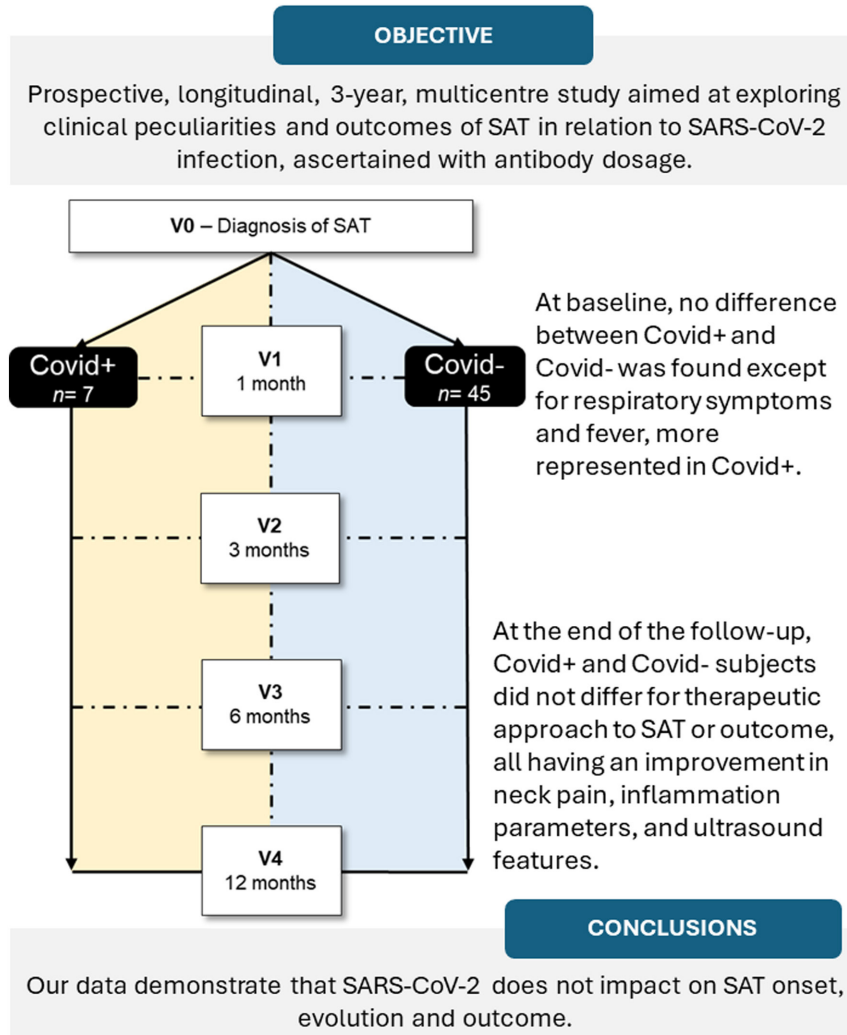 OBJECTIVE
Prospective, longitudinal, 3-year, multicentre study aimed at exploring
clinical peculiarities and outcomes of SAT in relation to SARS-CoV-2
infection, ascertained with antibody dosage.
V0 – Diagnosis of SAT
Covid+
n= 7
V1
1 month
Covid-
n= 45
At baseline, no difference
between Covid+ and
Covid- was found except
for respiratory symptoms
and fever, more
represented in Covid+.
V2
3 months
V3
6 months
At the end of the follow-up,
Covid+ and Covid- subjects
did not differ for therapeutic
approach to SAT or outcome,
all having an improvement in
neck pain, inflammation
parameters, and ultrasound
features.
V4
12 months
CONCLUSIONS
Our data demonstrate that SARS-CoV-2 does not impact on SAT onset,
evolution and outcome.